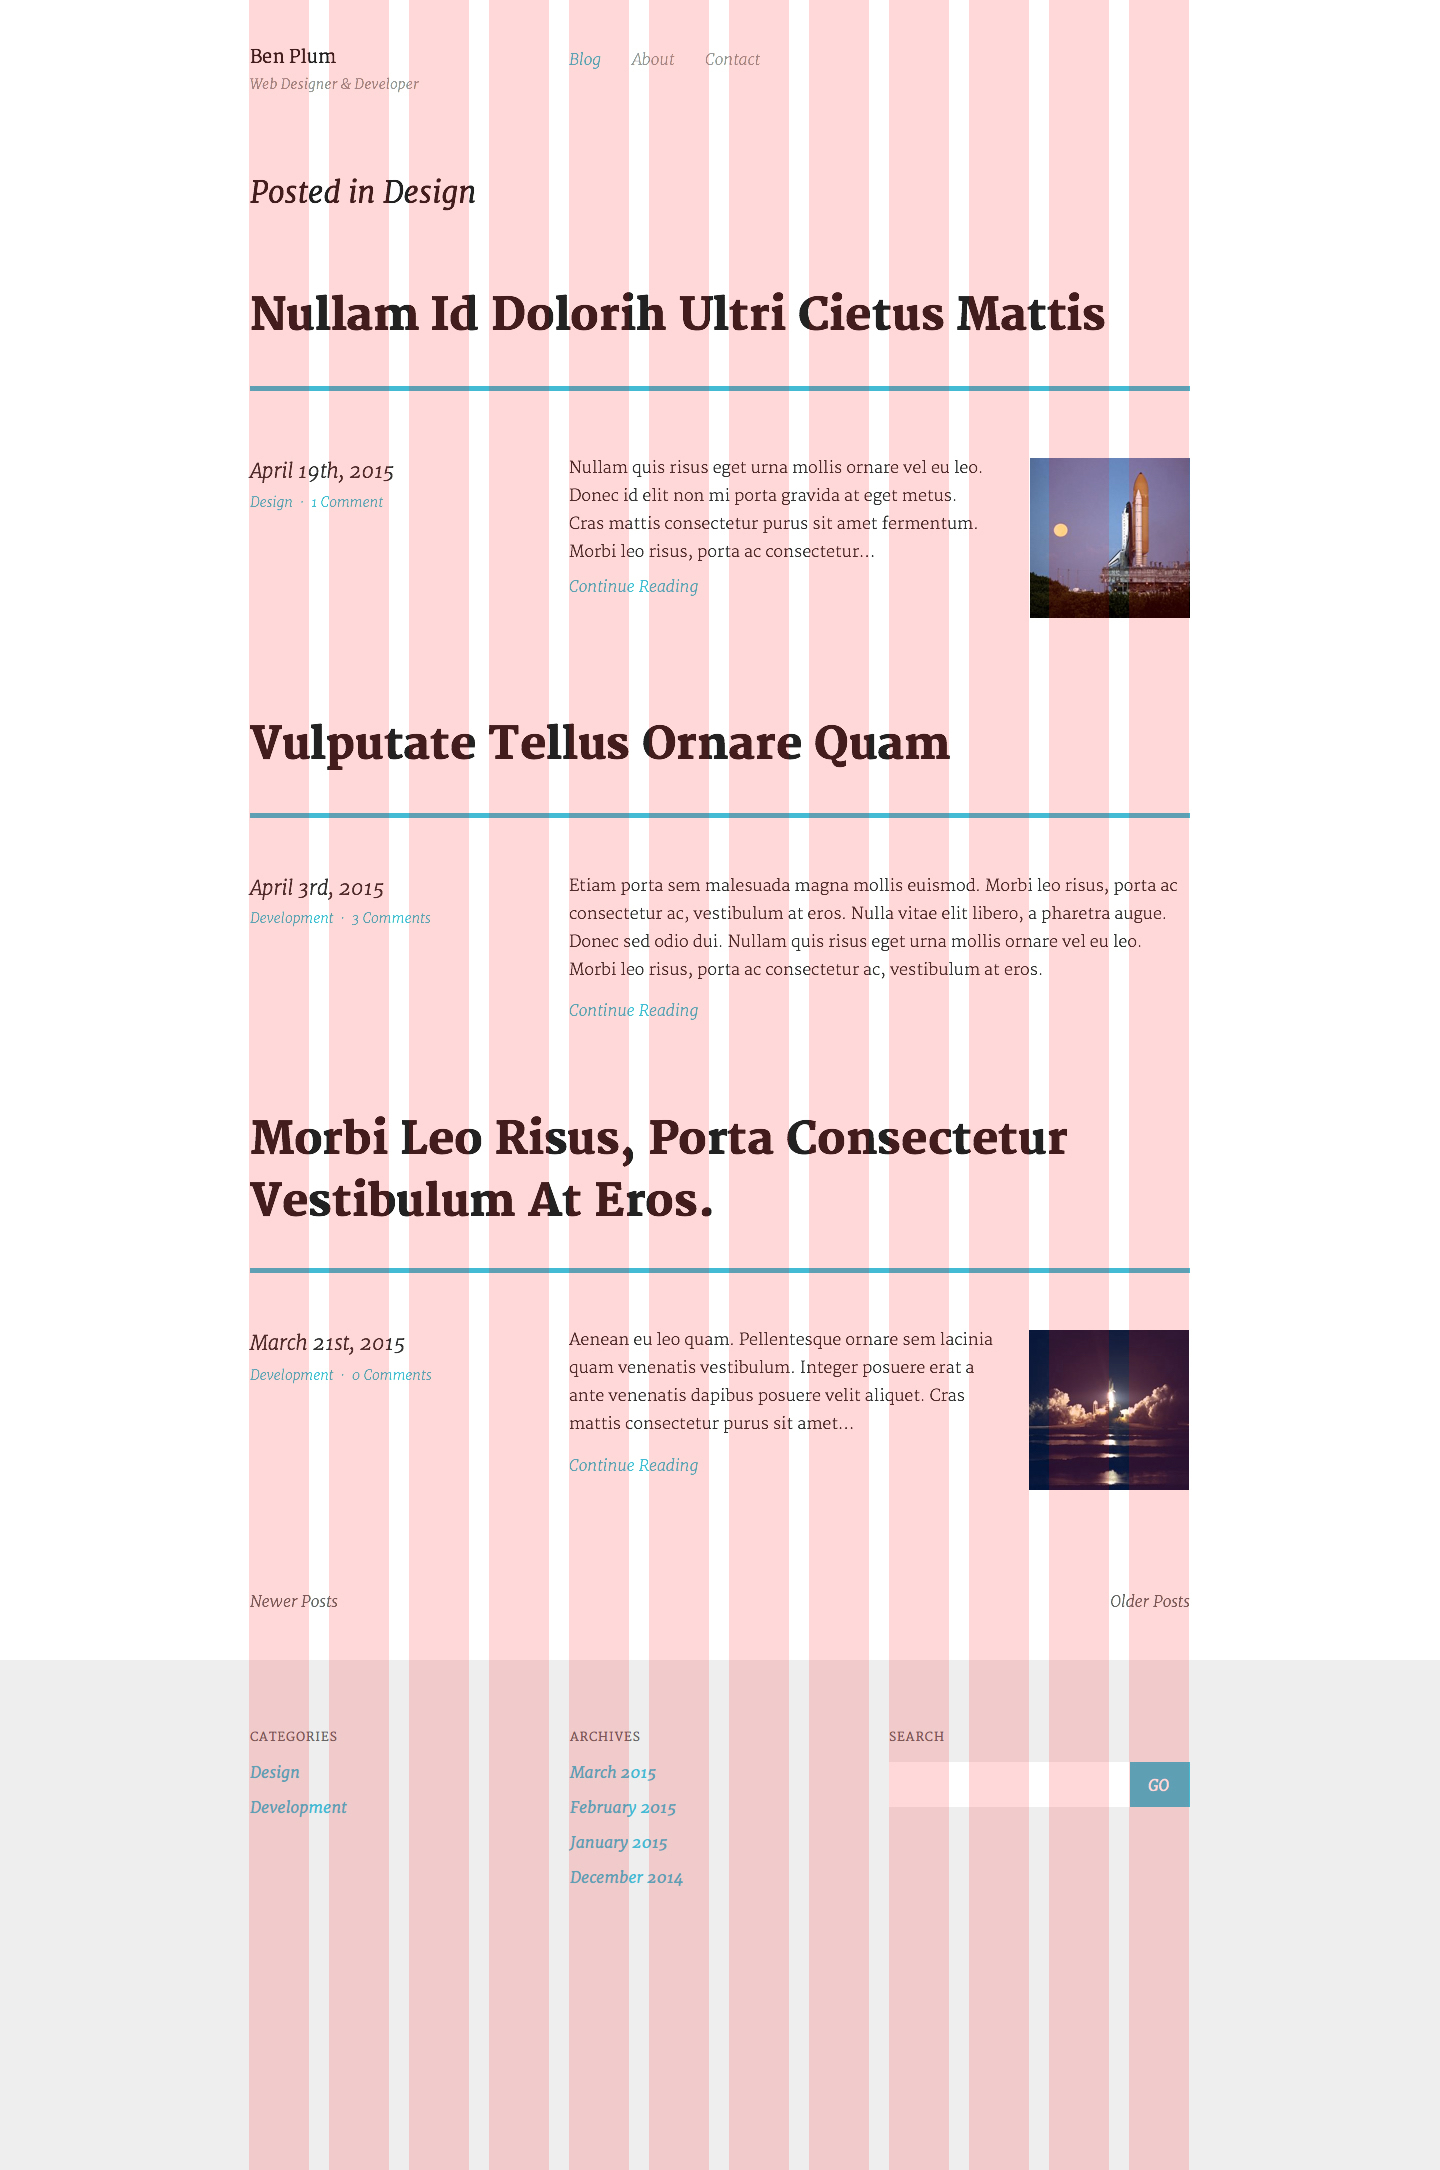 Ben Plum
Web Designer & Developer
Blog About Contact
Posted in Design
Nullam Id Dolorih Ultri Cietus Mattis
April 19th, 2015
Design · 1 Comment
Nullam quis risus eget urna mollis ornare vel eu leo.
Donec id elit non mi porta gravida at eget metus.
Cras mattis consectetur purus sit amet fermentum.
Morbi leo risus, porta ac consectetur...
Continue Reading
Vulputate Tellus Ornare Quam
April 3rd, 2015
Development · 3 Comments
Etiam porta sem malesuada magna mollis euismod. Morbi leo risus, porta ac
consectetur ac, vestibulum at eros. Nulla vitae elit libero, a pharetra augue.
Donec sed odio dui. Nullam quis risus eget urna mollis ornare vel eu leo.
Morbi leo risus, porta ac consectetur ac, vestibulum at eros.
Continue Reading
Morbi Leo Risus, Porta Consectetur
Vestibulum At Eros.
March 21st, 2015
Development · 0 Comments
Aenean eu leo quam. Pellentesque ornare sem lacinia
quam venenatis vestibulum. Integer posuere erat a
ante venenatis dapibus posuere velit aliquet. Cras
mattis consectetur purus sit amet...
Continue Reading
Newer Posts
Older Posts
CATEGORIES
Design
Development
ARCHIVES
March 2015
February 2015
January 2015
December 2014
SEARCH
GO